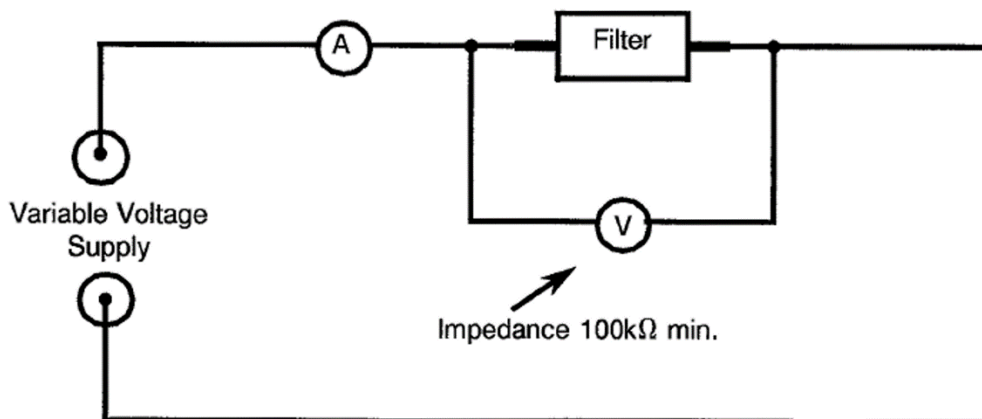 A
Filter
Variable Voltage
Supply
V
Impedance 100kΩ min.